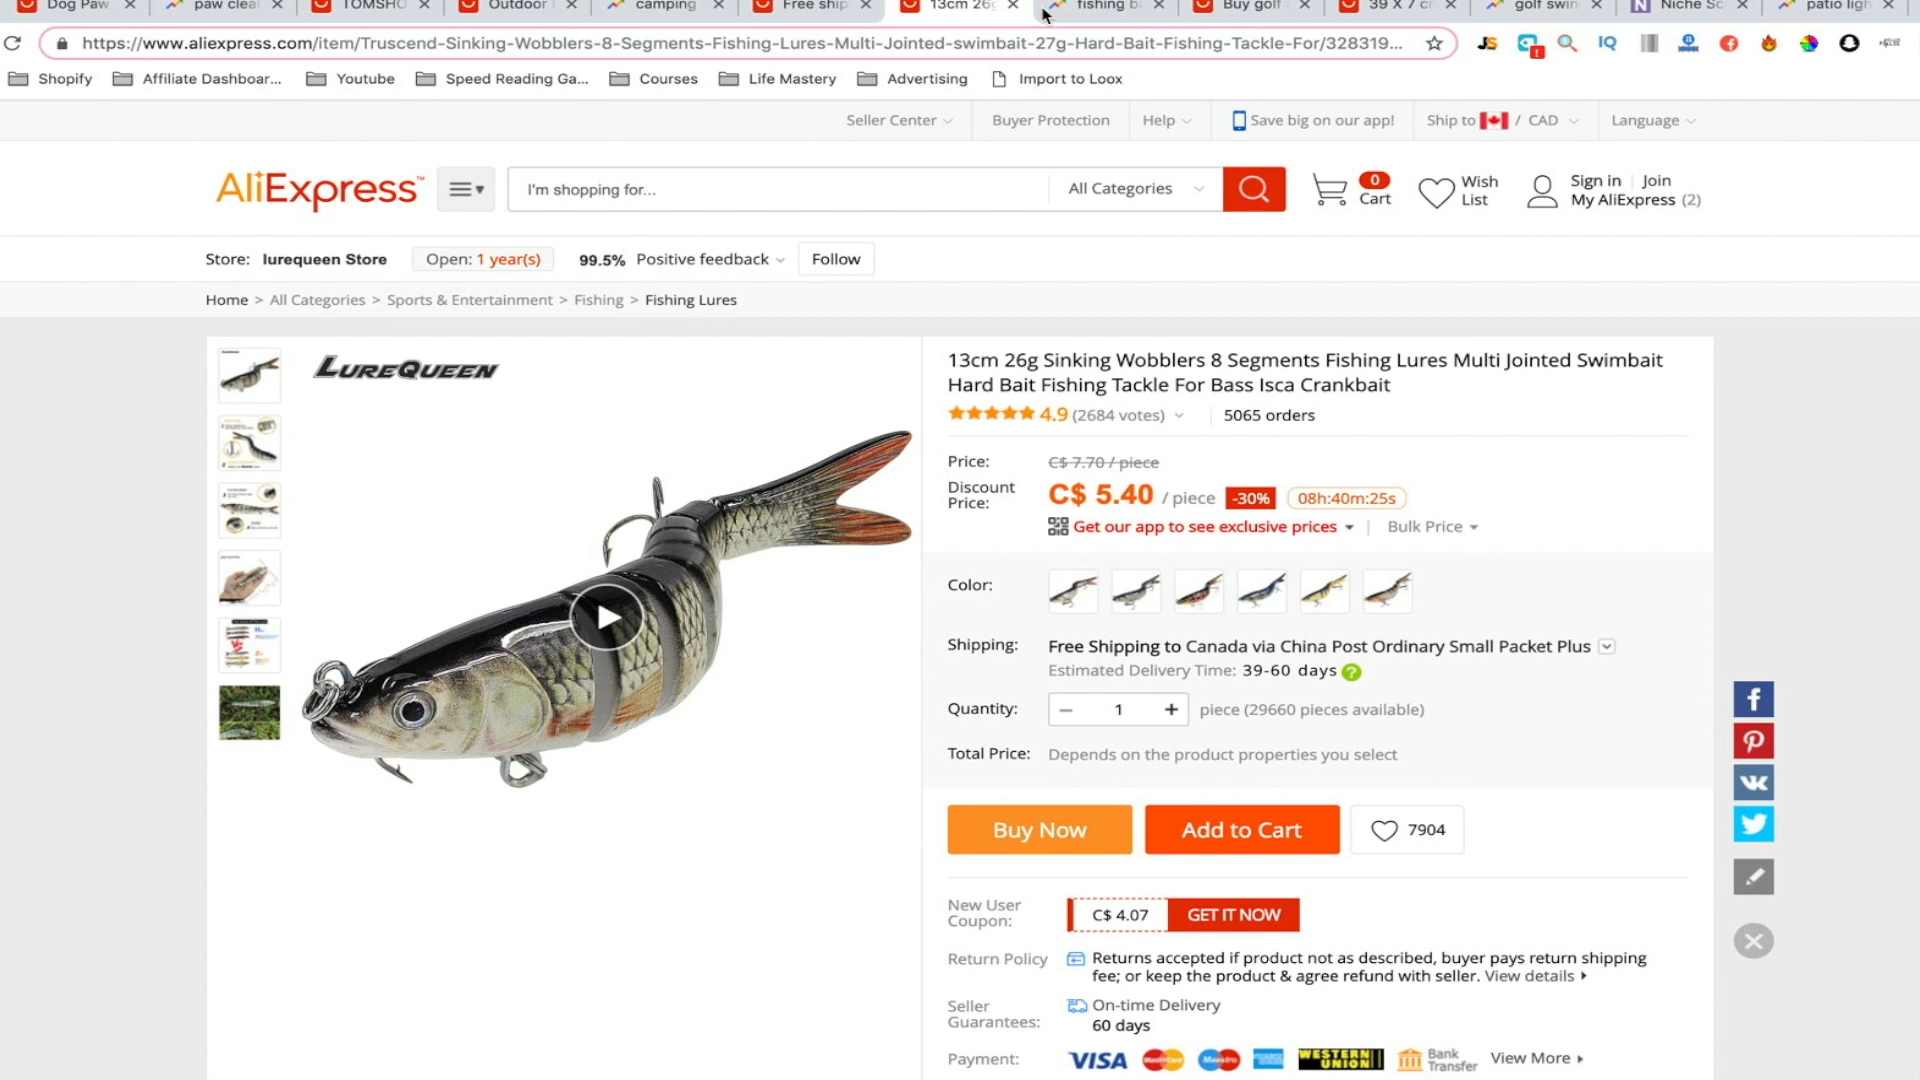 Dog Paw
paw clea
TOMSHO
Outdoor
camping
Free ship
13cm 26g
fishing b
Buy golf
39 X 7 c
golf swin
Niche Sc
patio ligh
https://www.aliexpress.com/item/Truscend-Sinking-Wobblers-8-Segments-Fishing-Lures-Multi-Jointed-swimbait-27g-Hard-Bait-Fishing-Tackle-For/328319...
Shopify
Affiliate Dashboar...
Youtube
Speed Reading Ga...
Courses
Life Mastery
Advertising
Import to Loox
Seller Center
Buyer Protection
Help
Save big on our app!
Ship to / CAD
Language
AliExpress™
I'm shopping for...
All Categories
0
Cart
Wish
List
Sign in | Join
My AliExpress (2)
Store: lurequeen Store
Open: 1 year(s)
99.5% Positive feedback
Follow
Home > All Categories > Sports & Entertainment > Fishing > Fishing Lures
LUREQUEEN
13cm 26g Sinking Wobblers 8 Segments Fishing Lures Multi Jointed Swimbait
Hard Bait Fishing Tackle For Bass Isca Crankbait
4.9 (2684 votes)
5065 orders
Price: C$ 7.70 / piece
Discount
Price:
C$ 5.40 / piece -30% 08h:40m:25s
Get our app to see exclusive prices | Bulk Price
Color:
Shipping: Free Shipping to Canada via China Post Ordinary Small Packet Plus
Estimated Delivery Time: 39-60 days
Quantity: − 1 + piece (29660 pieces available)
Total Price: Depends on the product properties you select
Buy Now
Add to Cart
7904
New User
Coupon:
C$ 4.07 GET IT NOW
Return Policy
Returns accepted if product not as described, buyer pays return shipping
fee; or keep the product & agree refund with seller. View details
Seller
Guarantees:
On-time Delivery
60 days
Payment:
VISA
MasterCard
Maestro
WESTERN
UNION
Bank
Transfer
View More